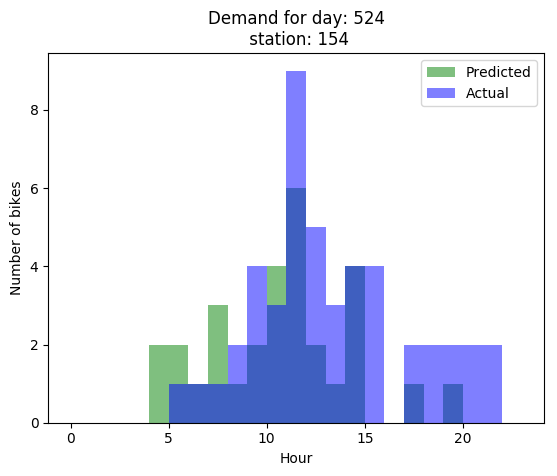 Demand for day: 524
station: 154
Predicted
Actual
Number of bikes
8
6
4
2
0
0 5 10 15 20
Hour